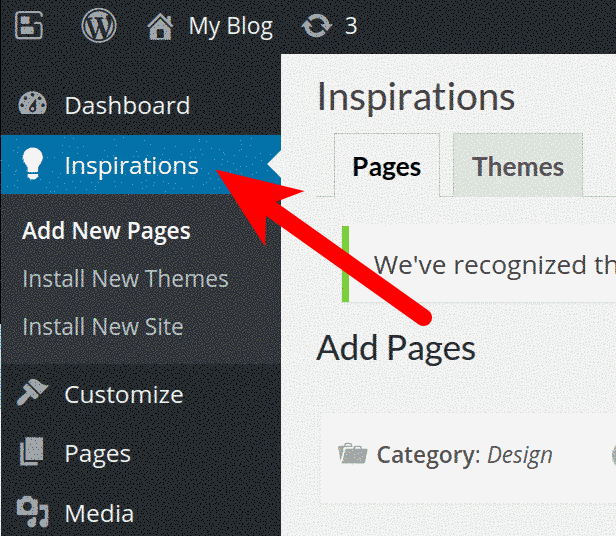 My Blog 3
Dashboard
Inspirations
Add New Pages
Install New Themes
Install New Site
Customize
Pages
Media
Inspirations
Pages Themes
We've recognized th
Add Pages
Category: Design